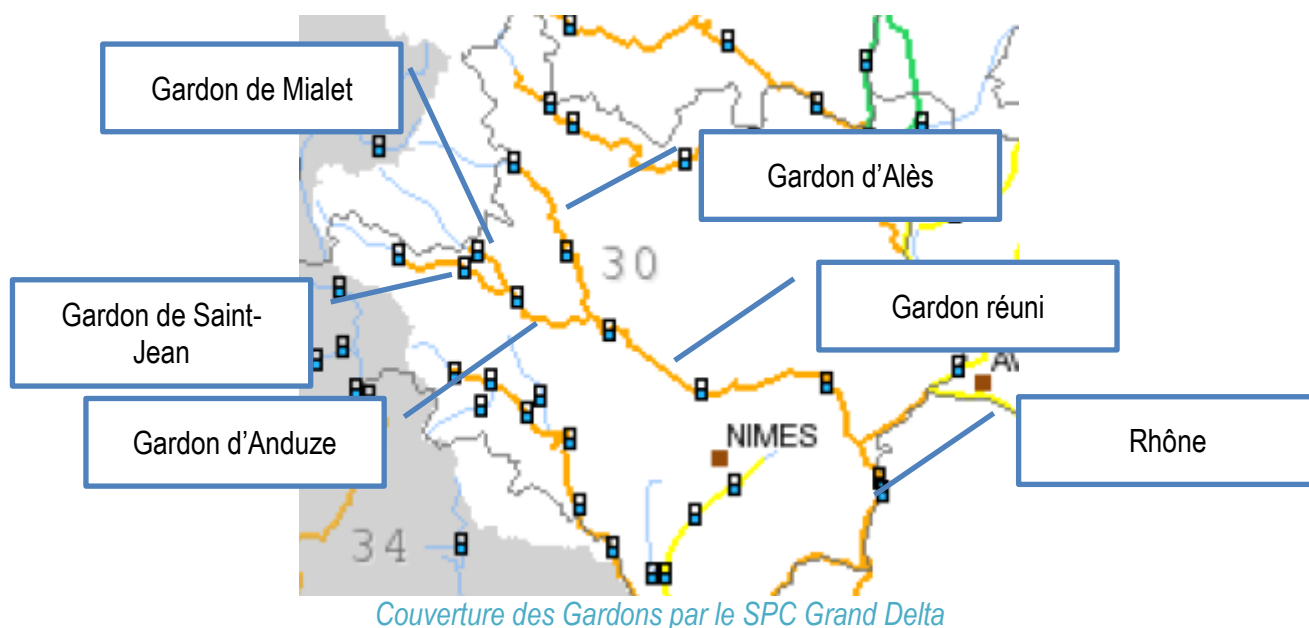 Gardon de Mialet
Gardon d'Alès
30
Gardon de Saint-
Jean
Gardon réuni
Gardon d'Anduze
NIMES
Rhône
34
Couverture des Gardons par le SPC Grand Delta